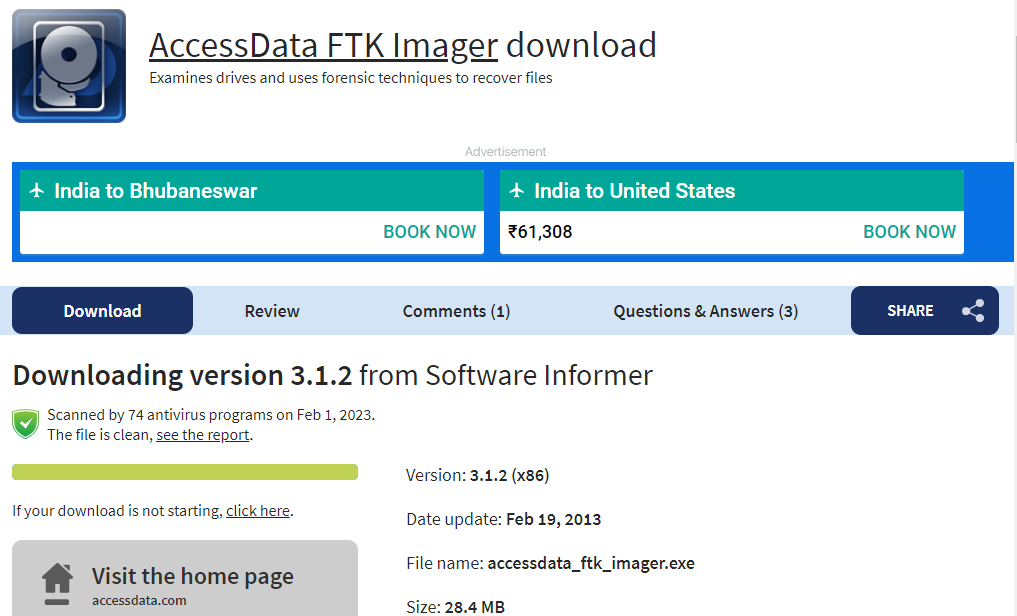 AccessData FTK Imager download
Examines drives and uses forensic techniques to recover files
Advertisement
India to Bhubaneswar
BOOK NOW
India to United States
₹61,308
BOOK NOW
Download
Review
Comments (1)
Questions & Answers (3)
SHARE
Downloading version 3.1.2 from Software Informer
Scanned by 74 antivirus programs on Feb 1, 2023.
The file is clean, see the report.
If your download is not starting, click here.
Visit the home page
accessdata.com
Version: 3.1.2 (x86)
Date update: Feb 19, 2013
File name: accessdata_ftk_imager.exe
Size: 28.4 MB